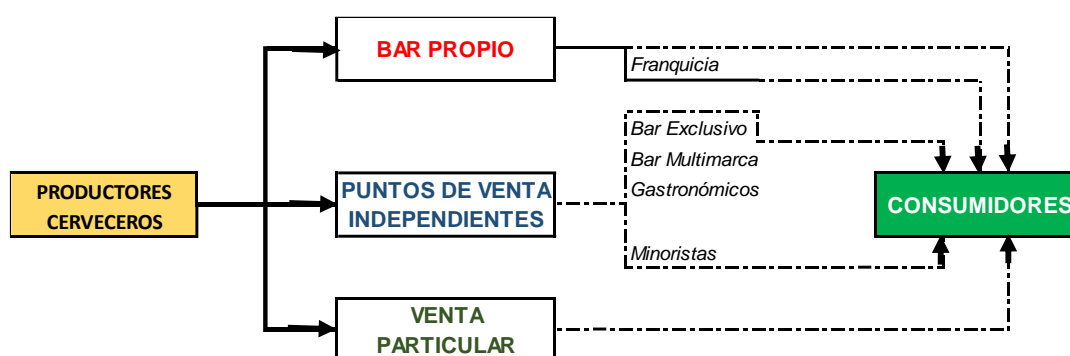 BAR PROPIO
Franquicia
Bar Exclusivo
Bar Multimarca
Gastronómicos
Minoristas
PRODUCTORES
CERVECEROS
PUNTOS DE VENTA
INDEPENDIENTES
CONSUMIDORES
VENTA
PARTICULAR